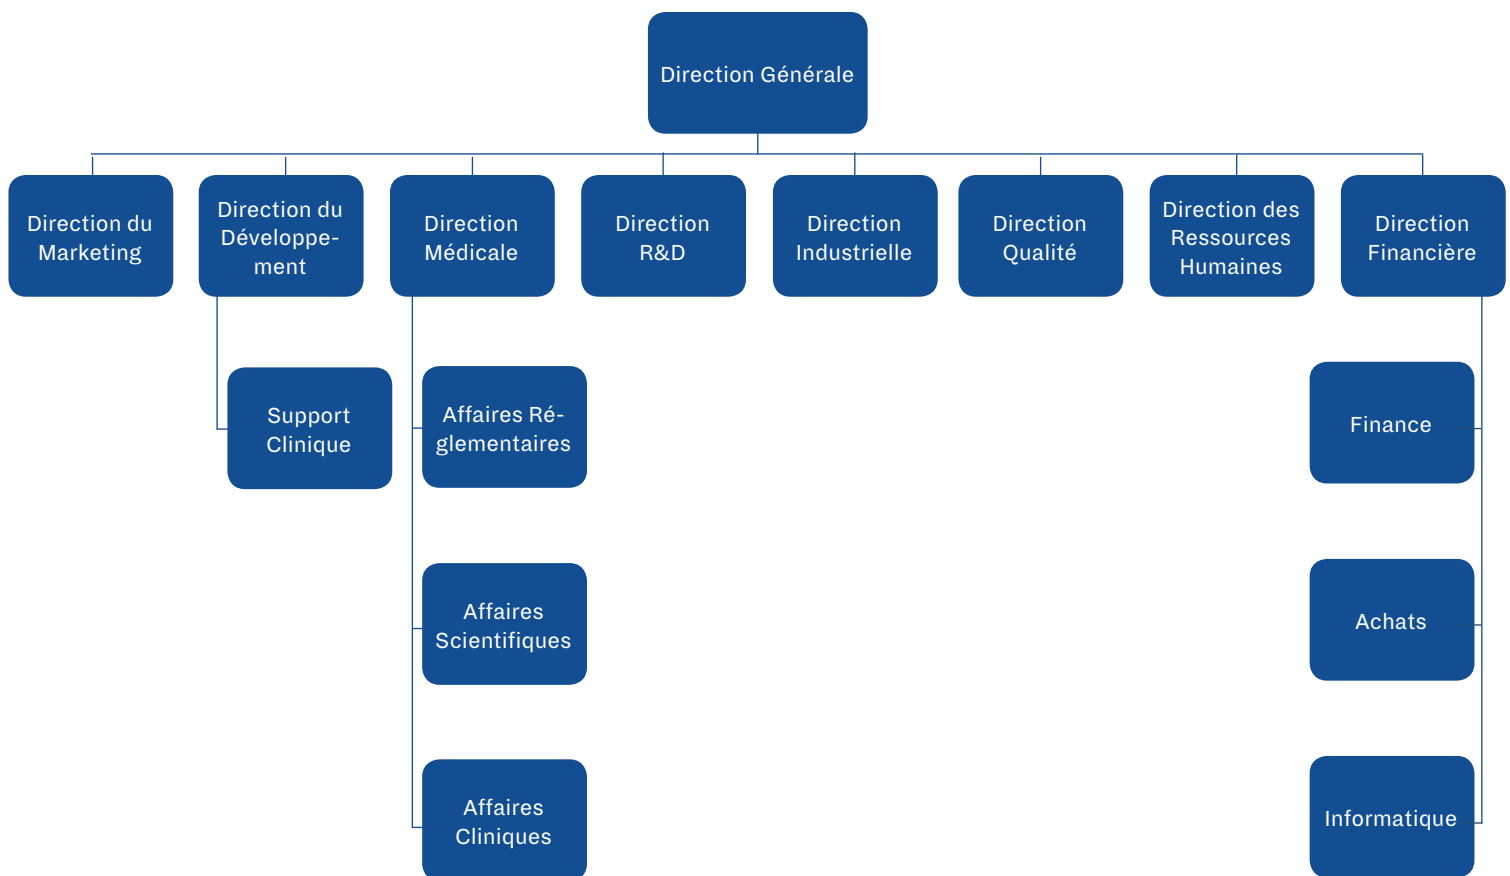 Direction Générale
Direction du
Marketing
Direction du
Développe-
ment
Direction
Médicale
Direction
R&D
Direction
Industrielle
Direction
Qualité
Direction des
Ressources
Humaines
Direction
Financière
Support
Clinique
Affaires Ré-
glementaires
Finance
Affaires
Scientifiques
Achats
Affaires
Cliniques
Informatique